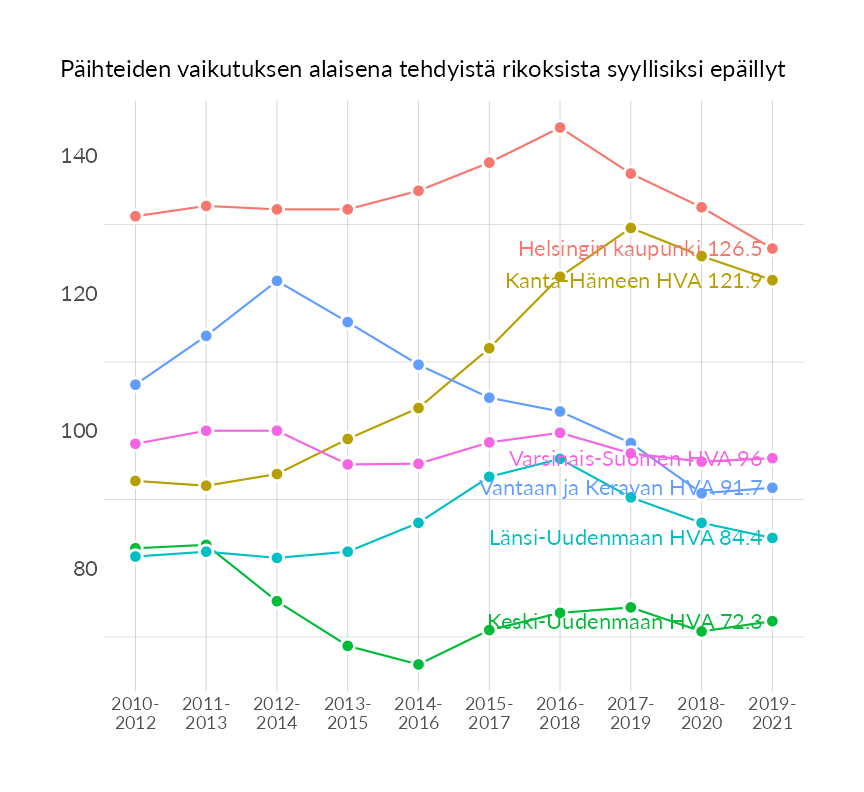 Päihteiden vaikutuksen alaisena tehdyistä rikoksista syyllisiksi epäillyt
140
120
100
80
Helsingin kaupunki 126.5
Kanta-Hämeen HVA 121.9
Varsinais-Suomen HVA 96
Vantaan ja Keravan HVA 91.7
Länsi-Uudenmaan HVA 84.4
Keski-Uudenmaan HVA 72.3
2010- 2011- 2012- 2013- 2014- 2015- 2016- 2017- 2018- 2019-
2012 2013 2014 2015 2016 2017 2018 2019 2020 2021